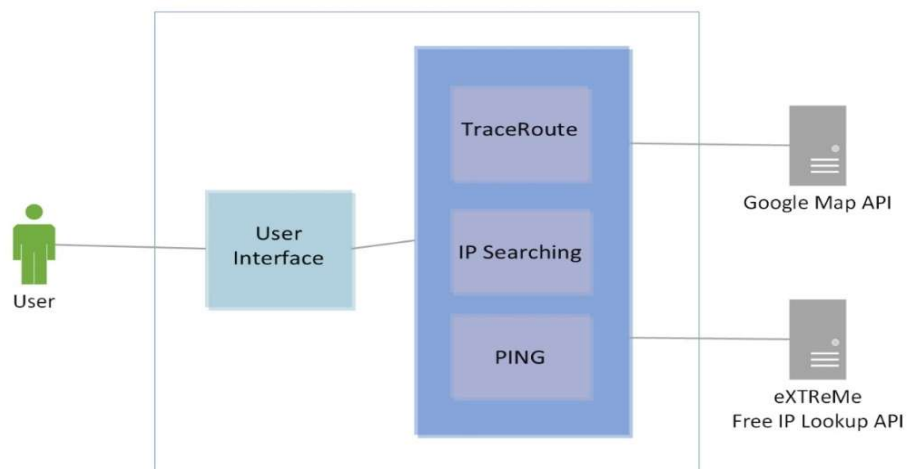 User
User
Interface
TraceRoute
IP Searching
PING
Google Map API
eXTReMe
Free IP Lookup API